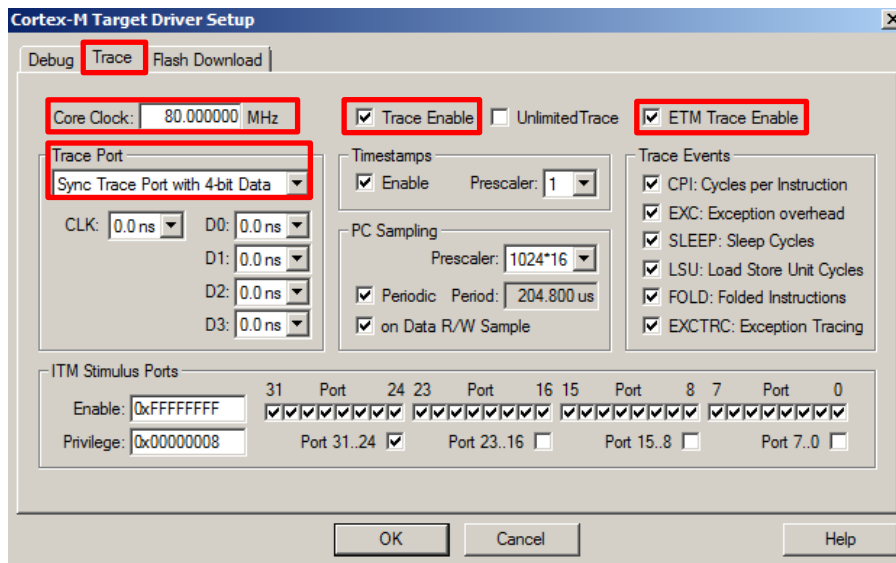 Cortex-M Target Driver Setup
Debug Trace Flash Download
Core Clock: 80.000000 MHz Trace Enable UnlimitedTrace ETM Trace Enable
Trace Port Timestamps Trace Events
Sync Trace Port with 4-bit Data Enable Prescaler: 1 CPI: Cycles per Instruction
CLK: 0.0 ns D0: 0.0 ns EXC: Exception overhead
PC Sampling SLEEP: Sleep Cycles
D1: 0.0 ns Prescaler: 1024*16 LSU: Load Store Unit Cycles
D2: 0.0 ns Periodic Period: 204.800 us FOLD: Folded Instructions
D3: 0.0 ns on Data R/W Sample EXCTRC: Exception Tracing
ITM Stimulus Ports
31 Port 24 23 Port 16 15 Port 8 7 Port 0
Enable: 0xFFFFFFFF
Privilege: 0x00000008 Port 31..24 Port 23..16 Port 15..8 Port 7..0
OK Cancel Help